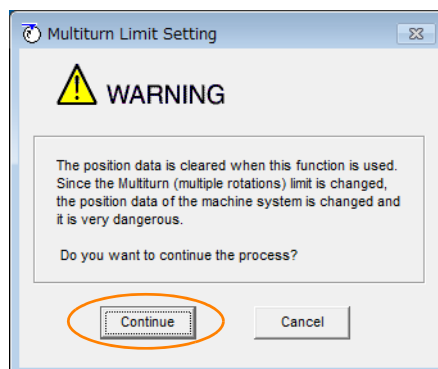 Multiturn Limit Setting
WARNING
The position data is cleared when this function is used.
Since the Multiturn (multiple rotations) limit is changed,
the position data of the machine system is changed and
it is very dangerous.
Do you want to continue the process?
Continue
Cancel